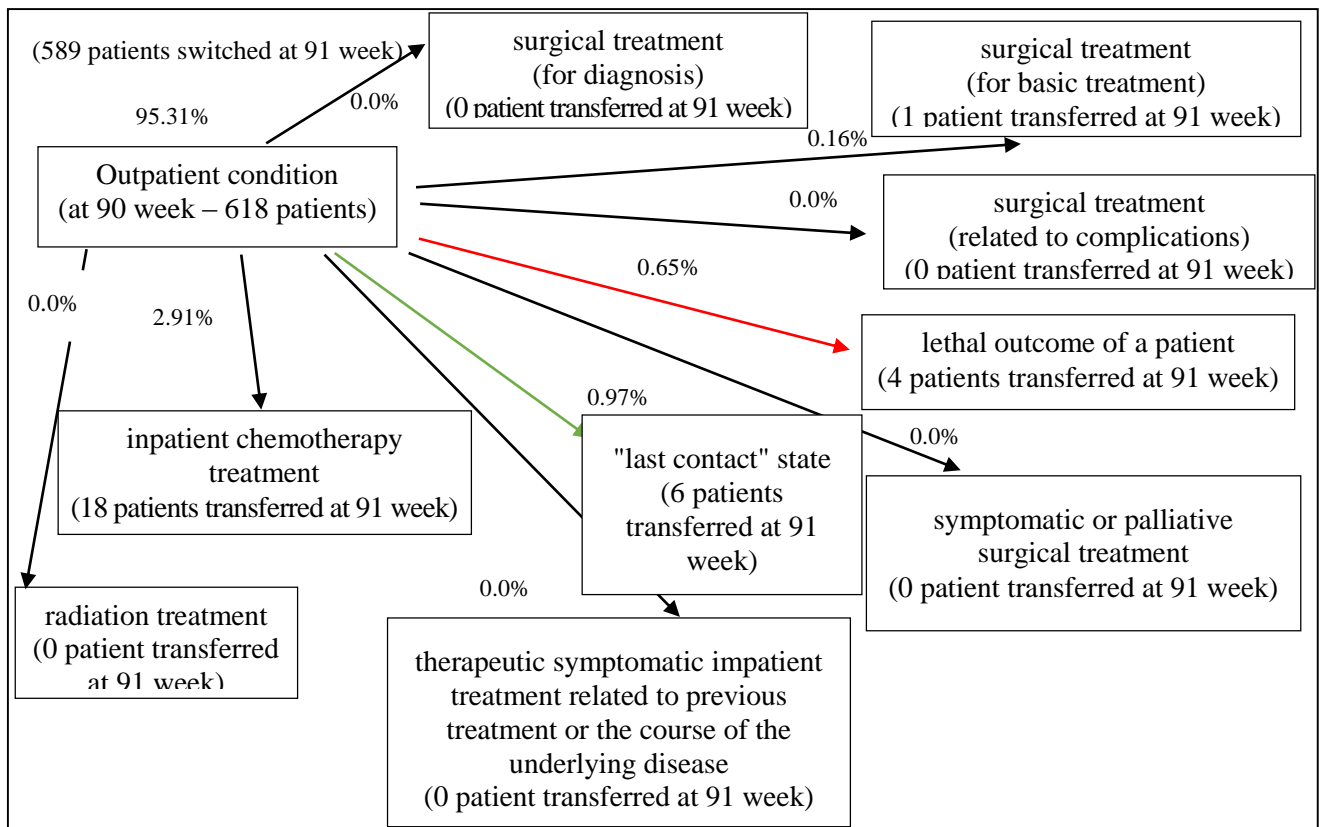 (589 patients switched at 91 week)
95.31%
0.0%
surgical treatment
(for diagnosis)
(0 patient transferred at 91 week)
surgical treatment
(for basic treatment)
(1 patient transferred at 91 week)
0.16%
Outpatient condition
(at 90 week – 618 patients)
0.0%
surgical treatment
(related to complications)
(0 patient transferred at 91 week)
0.65%
0.0%
2.91%
lethal outcome of a patient
(4 patients transferred at 91 week)
0.97%
inpatient chemotherapy
treatment
(18 patients transferred at 91 week)
"last contact" state
(6 patients
transferred at 91
week)
0.0%
symptomatic or palliative
surgical treatment
(0 patient transferred at 91 week)
radiation treatment
(0 patient transferred
at 91 week)
0.0%
therapeutic symptomatic impatient
treatment related to previous
treatment or the course of the
underlying disease
(0 patient transferred at 91 week)